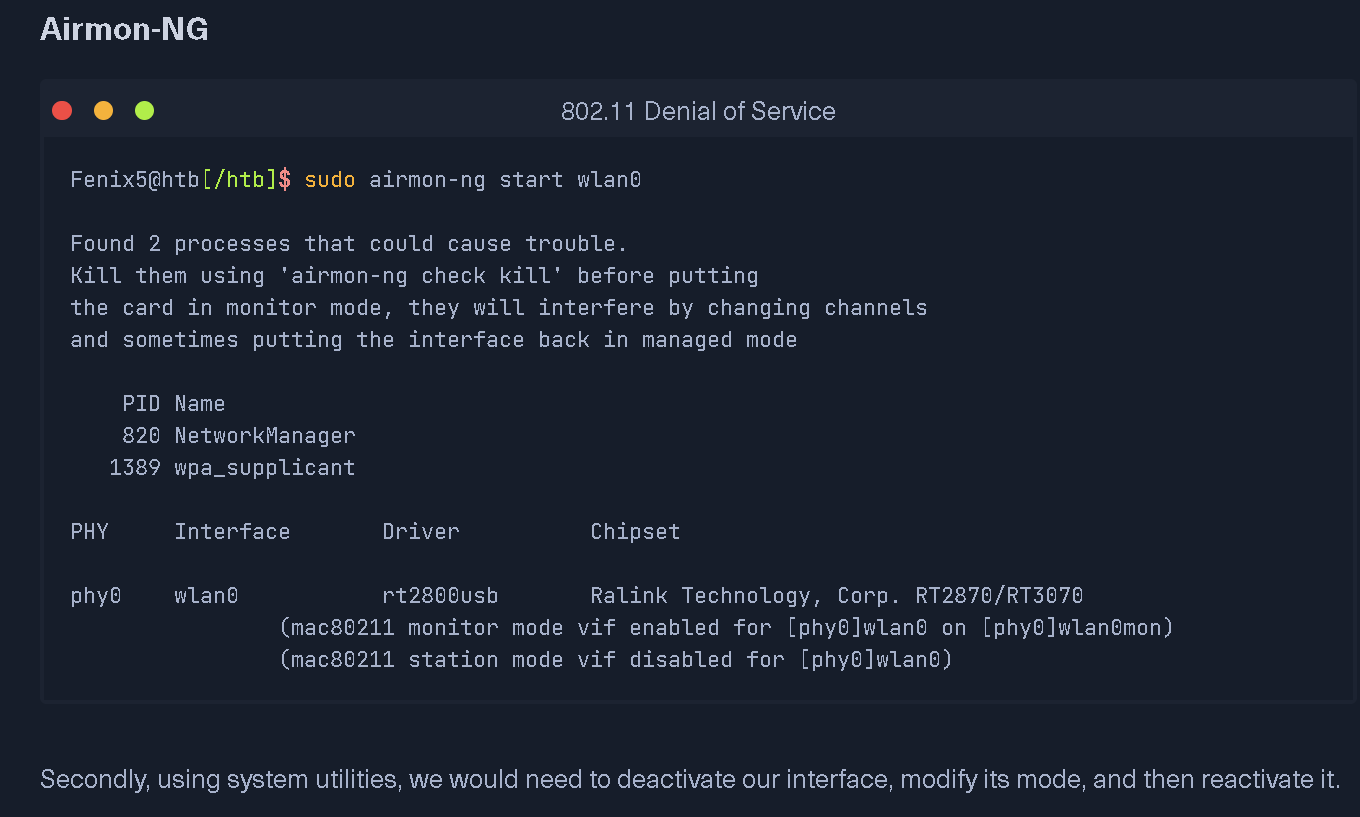 Airmon-NG
802.11 Denial of Service
Fenix5@htb[/htb]$ sudo airmon-ng start wlan0
Found 2 processes that could cause trouble.
Kill them using 'airmon-ng check kill' before putting
the card in monitor mode, they will interfere by changing channels
and sometimes putting the interface back in managed mode
PID Name
820 NetworkManager
1389 wpa_supplicant
PHY Interface Driver Chipset
phy0 wlan0 rt2800usb Ralink Technology, Corp. RT2870/RT3070
(mac80211 monitor mode vif enabled for [phy0]wlan0 on [phy0]wlan0mon)
(mac80211 station mode vif disabled for [phy0]wlan0)
Secondly, using system utilities, we would need to deactivate our interface, modify its mode, and then reactivate it.